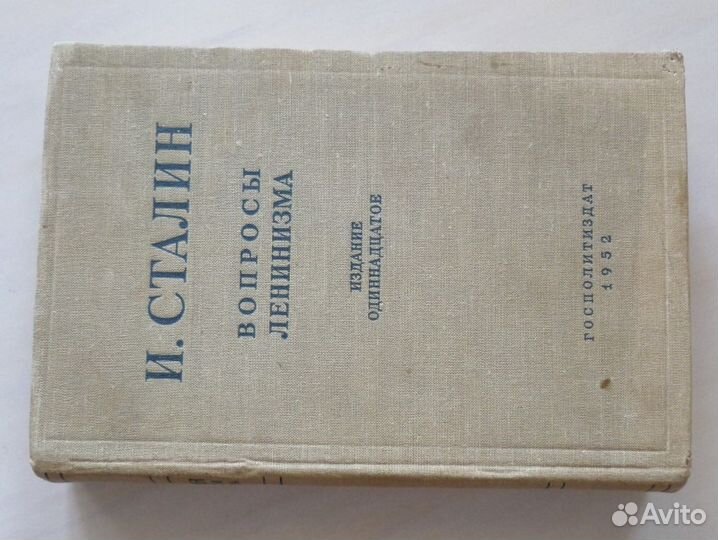 И. СТАЛИН
ВОПРОСЫ
ЛЕНИНИЗМА
ИЗДАНИЕ
ОДИННАДЦАТОЕ
ГОСПОЛИТИЗДАТ
1952
Avito